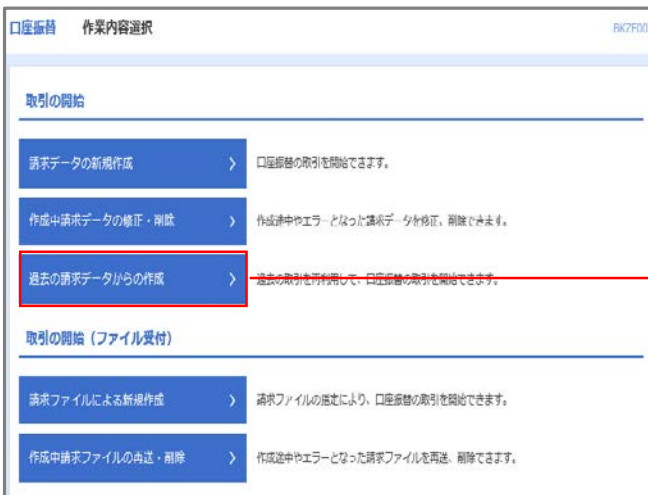 口座振替 作業内容選択 BKZF00
取引の開始
請求データの新規作成 〉 口座振替の取引を開始できます。
作成中請求データの修正・削除 〉 作成途中やエラーとなった請求データを修正、削除できます。
過去の請求データからの作成 〉 過去の取引を再利用して、口座振替の取引を開始できます。
取引の開始（ファイル受付）
請求ファイルによる新規作成 〉 請求ファイルの指定により、口座振替の取引を開始できます。
作成中請求ファイルの再送・削除 〉 作成途中やエラーとなった請求ファイルを再送、削除できます。